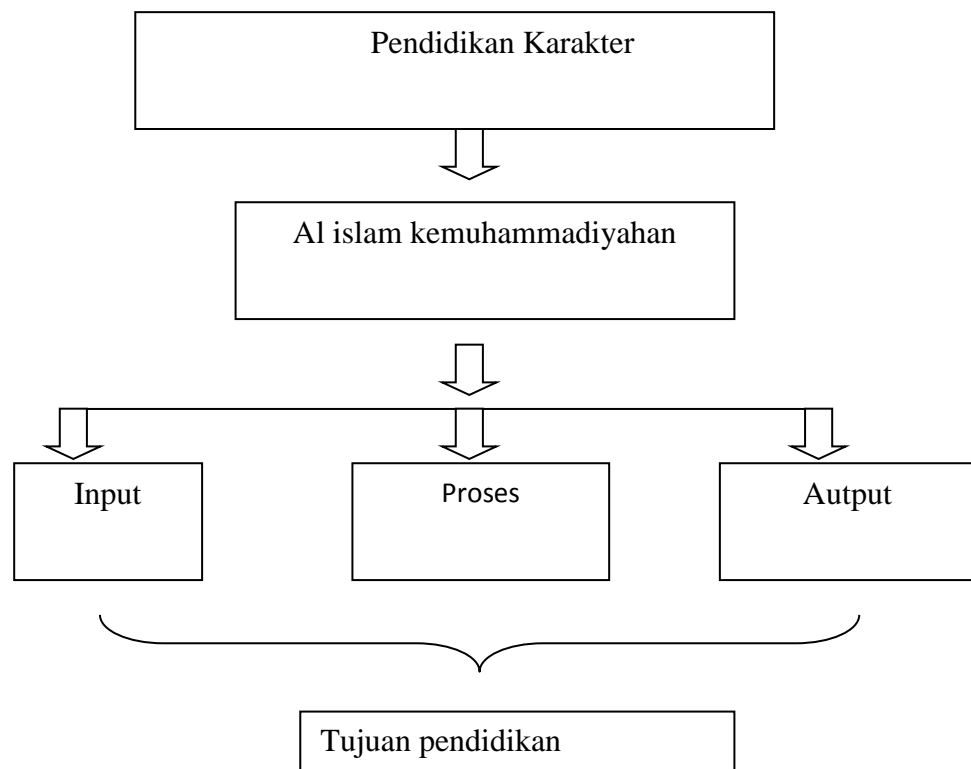 Pendidikan Karakter
Al islam kemuhammadiyahan
Input
Proses
Autput
Tujuan pendidikan